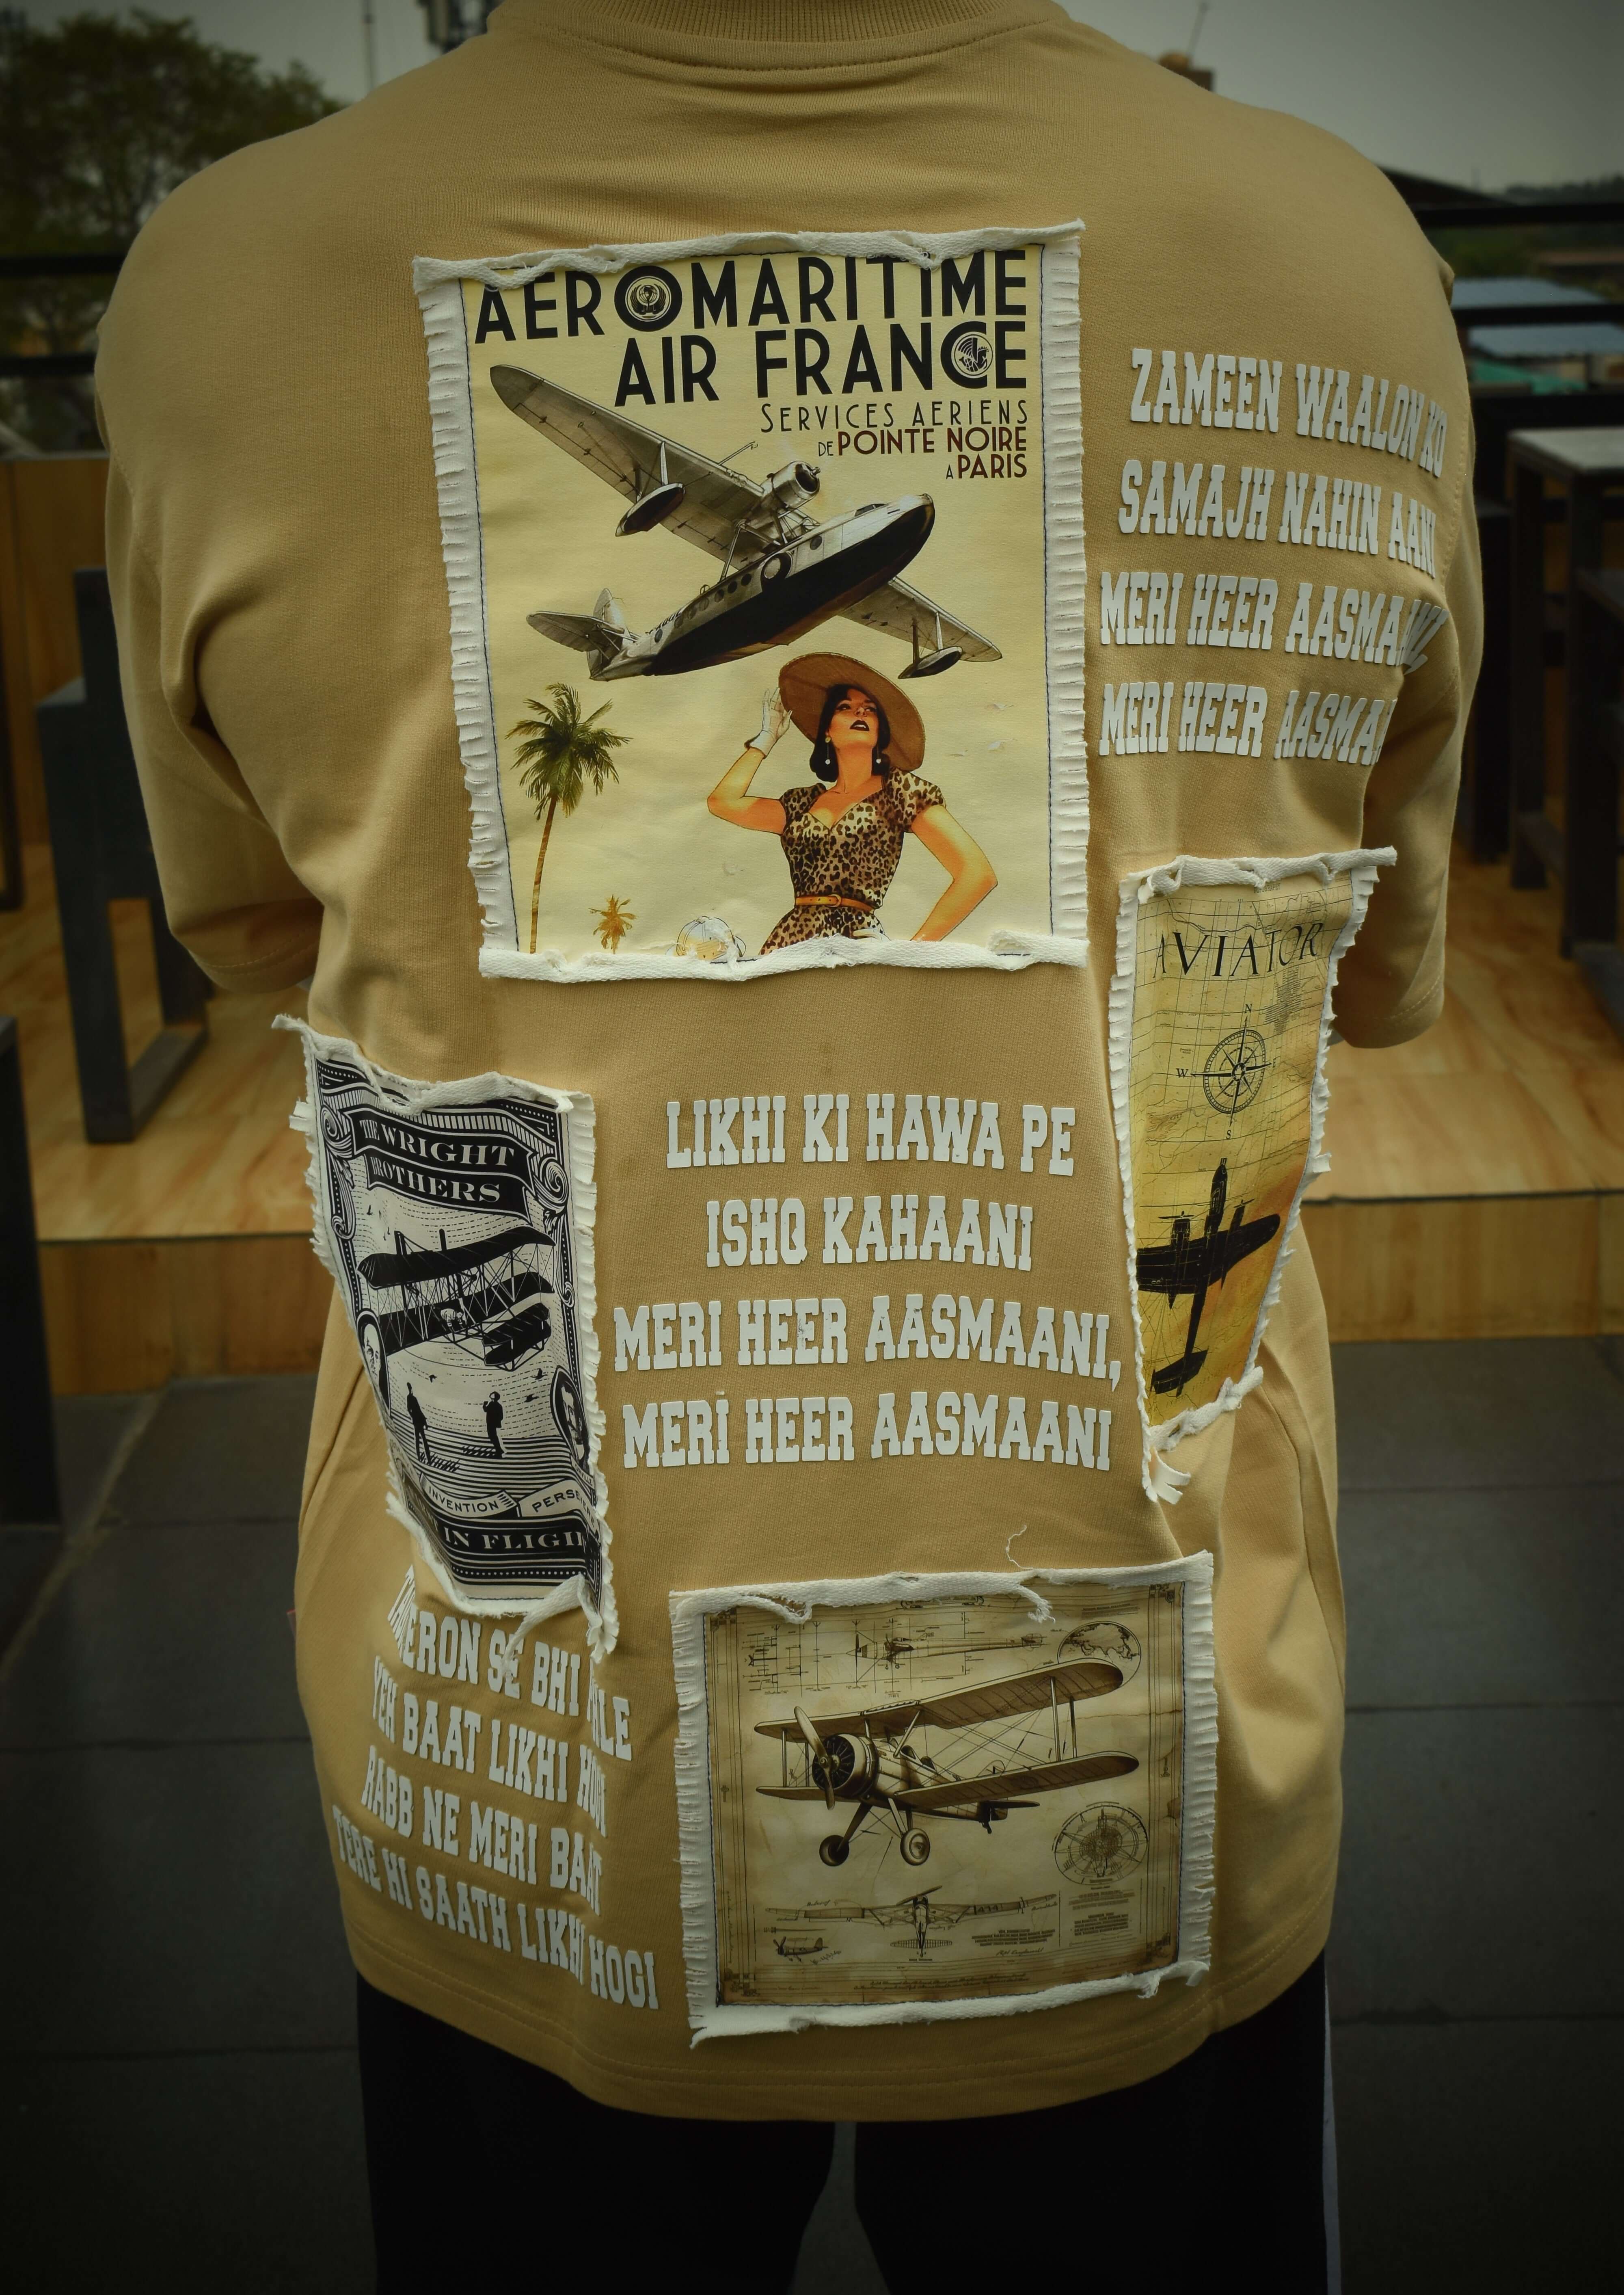 AEROMARITIME
AIR FRANCE
SERVICES AERIENS
DE POINTE NOIRE
A PARIS
ZAMEEN WAALON KO
SAMAJH NAHIN AANI
MERI HEER
MERI HEER
AVIATOR
N
W
S
THE WRIGHT
BROTHERS
INVENTION
IN
LIKHI KI HAWA PE
ISHQ KAHAANI
MERI HEER AASMAANI,
MERI HEER AASMAANI
SE BHI
YEH BAAT LIKHI HOGI
RABB NE MERI BAAT
TERE HI SAATH LIKHI HOGI